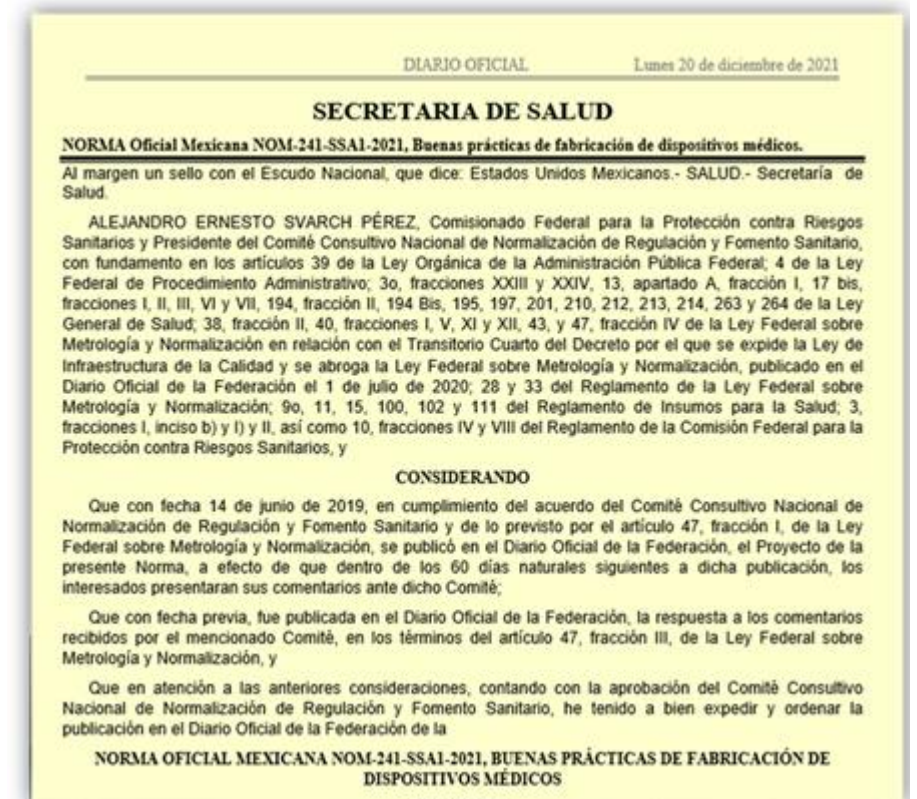 DIARIO OFICIAL Lunes 20 de diciembre de 2021
SECRETARIA DE SALUD
NORMA Oficial Mexicana NOM-241-SSA1-2021, Buenas prácticas de fabricación de dispositivos médicos.
Al margen un sello con el Escudo Nacional, que dice: Estados Unidos Mexicanos.- SALUD.- Secretaría de
Salud.
ALEJANDRO ERNESTO SVARCH PÉREZ, Comisionado Federal para la Protección contra Riesgos
Sanitarios y Presidente del Comité Consultivo Nacional de Normalización de Regulación y Fomento Sanitario,
con fundamento en los artículos 39 de la Ley Orgánica de la Administración Pública Federal; 4 de la Ley
Federal de Procedimiento Administrativo; 3o, fracciones XXIII y XXIV, 13, apartado A, fracción I, 17 bis,
fracciones I, II, III, VI y VII, 194, fracción II, 194 Bis, 195, 197, 201, 210, 212, 213, 214, 263 y 264 de la Ley
General de Salud; 38, fracción II, 40, fracciones I, V, XI y XII, 43, y 47, fracción IV de la Ley Federal sobre
Metrología y Normalización en relación con el Transitorio Cuarto del Decreto por el que se expide la Ley de
Infraestructura de la Calidad y se abroga la Ley Federal sobre Metrología y Normalización, publicado en el
Diario Oficial de la Federación el 1 de julio de 2020; 28 y 33 del Reglamento de la Ley Federal sobre
Metrología y Normalización; 9o, 11, 15, 100, 102 y 111 del Reglamento de Insumos para la Salud; 3,
fracciones I, inciso b) y l) y II, así como 10, fracciones IV y VIII del Reglamento de la Comisión Federal para la
Protección contra Riesgos Sanitarios, y
CONSIDERANDO
Que con fecha 14 de junio de 2019, en cumplimiento del acuerdo del Comité Consultivo Nacional de
Normalización de Regulación y Fomento Sanitario y de lo previsto por el artículo 47, fracción I, de la Ley
Federal sobre Metrología y Normalización, se publicó en el Diario Oficial de la Federación, el Proyecto de la
presente Norma, a efecto de que dentro de los 60 días naturales siguientes a dicha publicación, los
interesados presentaran sus comentarios ante dicho Comité;
Que con fecha previa, fue publicada en el Diario Oficial de la Federación, la respuesta a los comentarios
recibidos por el mencionado Comité, en los términos del artículo 47, fracción III, de la Ley Federal sobre
Metrología y Normalización, y
Que en atención a las anteriores consideraciones, contando con la aprobación del Comité Consultivo
Nacional de Normalización de Regulación y Fomento Sanitario, he tenido a bien expedir y ordenar la
publicación en el Diario Oficial de la Federación de la
NORMA OFICIAL MEXICANA NOM-241-SSA1-2021, BUENAS PRÁCTICAS DE FABRICACIÓN DE
DISPOSITIVOS MÉDICOS